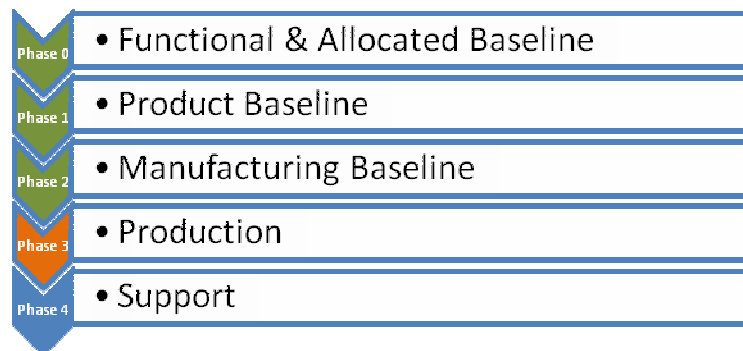 Phase 0
• Functional & Allocated Baseline
Phase 1
• Product Baseline
Phase 2
• Manufacturing Baseline
Phase 3
• Production
Phase 4
• Support